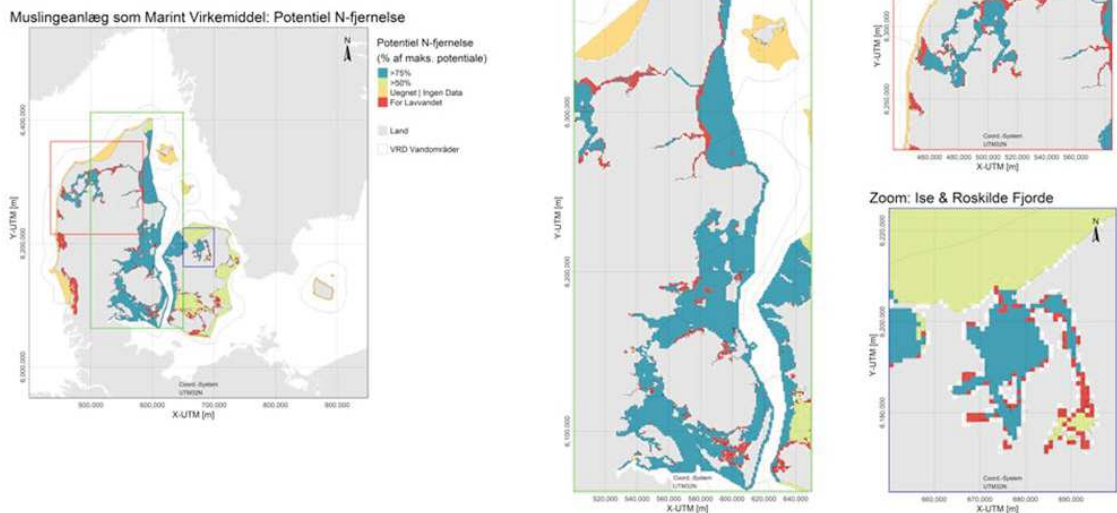 Muslingeanlæg som Marint Virkemiddel: Potentiel N-fjernelse
N
Potentiel N-fjernelse
(% af maks. potentiale)
>75%
>50%
Uegnet | Ingen Data
For Lavvandet
Land
VRD Vandområder
Y-UTM [m]
6.400.000
6.200.000
6.000.000
Coord.-System
UTM32N
500.000 600.000 700.000 800.000 900.000
X-UTM [m]
Y-UTM [m]
6.300.000
6.200.000
6.100.000
Coord.-System
UTM32N
520.000 540.000 560.000 580.000 600.000 620.000 640.000
X-UTM [m]
Y-UTM [m]
6.300.000
6.250.000
Coord.-System
UTM32N
460.000 480.000 500.000 520.000 540.000 560.000
X-UTM [m]
Zoom: Ise & Roskilde Fjorde
N
Y-UTM [m]
6.220.000
6.200.000
6.180.000
Coord.-System
UTM32N
660.000 670.000 680.000 690.000
X-UTM [m]